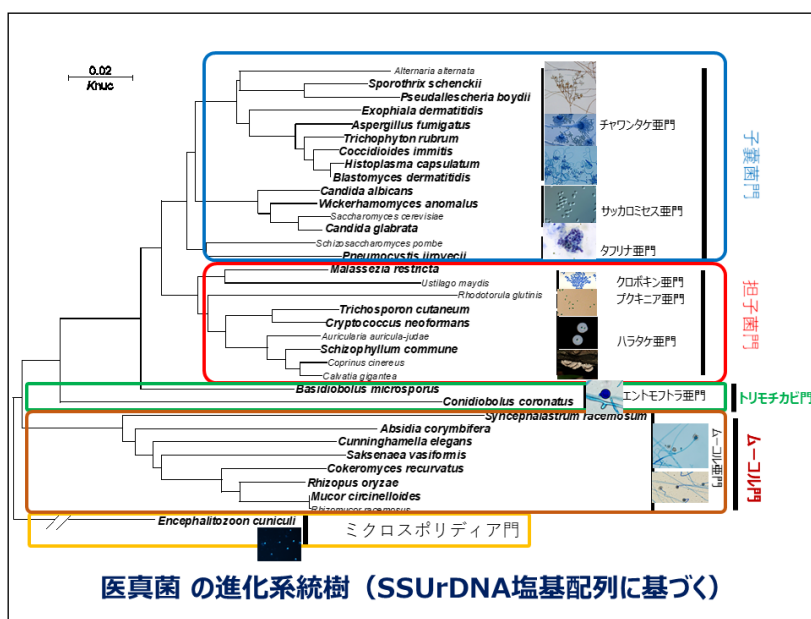 0.02
Knuc
Alternaria alternata
Sporothrix schenckii
Pseudallescheria boydii
Exophiala dermatitidis
Aspergillus fumigatus
Trichophyton rubrum
Coccidioides immitis
Histoplasma capsulatum
Blastomyces dermatitidis
チャワンタケ亜門
Candida albicans
Wickerhamomyces anomalus
Saccharomyces cerevisiae
Candida glabrata
サッカロミセス亜門
Schizosaccharomyces pombe
Pneumocystis jirovecii
タフリナ亜門
子嚢菌門
Malassezia restricta
Ustilago maydis
クロボキン亜門
Rhodotorula glutinis
プクキニア亜門
Trichosporon cutaneum
Cryptococcus neoformans
Auricularia auricula-judae
Schizophyllum commune
Coprinus cinereus
Calvatia gigantea
ハラタケ亜門
担子菌門
Basidiobolus microsporus
Conidiobolus coronatus
エントモフトラ亜門
トリモチカビ門
Syncephalastrum racemosum
Absidia corymbifera
Cunninghamella elegans
Saksenaea vasiformis
Cokeromyces recurvatus
Rhizopus oryzae
Mucor circinelloides
Rhizomucor racemosus
ムーコル亜門
ムーコル門
Encephalitozoon cuniculi
ミクロスポリディア門
医真菌 の進化系統樹（SSUrDNA塩基配列に基づく）